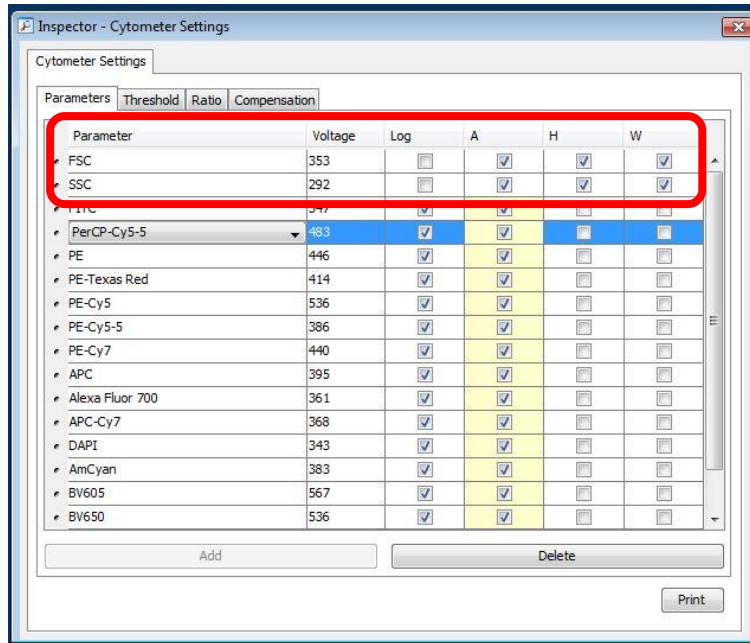 Inspector - Cytometer Settings
Cytometer Settings
Parameters Threshold Ratio Compensation
Parameter Voltage Log A H W
FSC 353
SSC 292
FITC 347
PerCP-Cy5-5 483
PE 446
PE-Texas Red 414
PE-Cy5 536
PE-Cy5-5 386
PE-Cy7 440
APC 395
Alexa Fluor 700 361
APC-Cy7 368
DAPI 343
AmCyan 383
BV605 567
BV650 536
Add Delete
Print